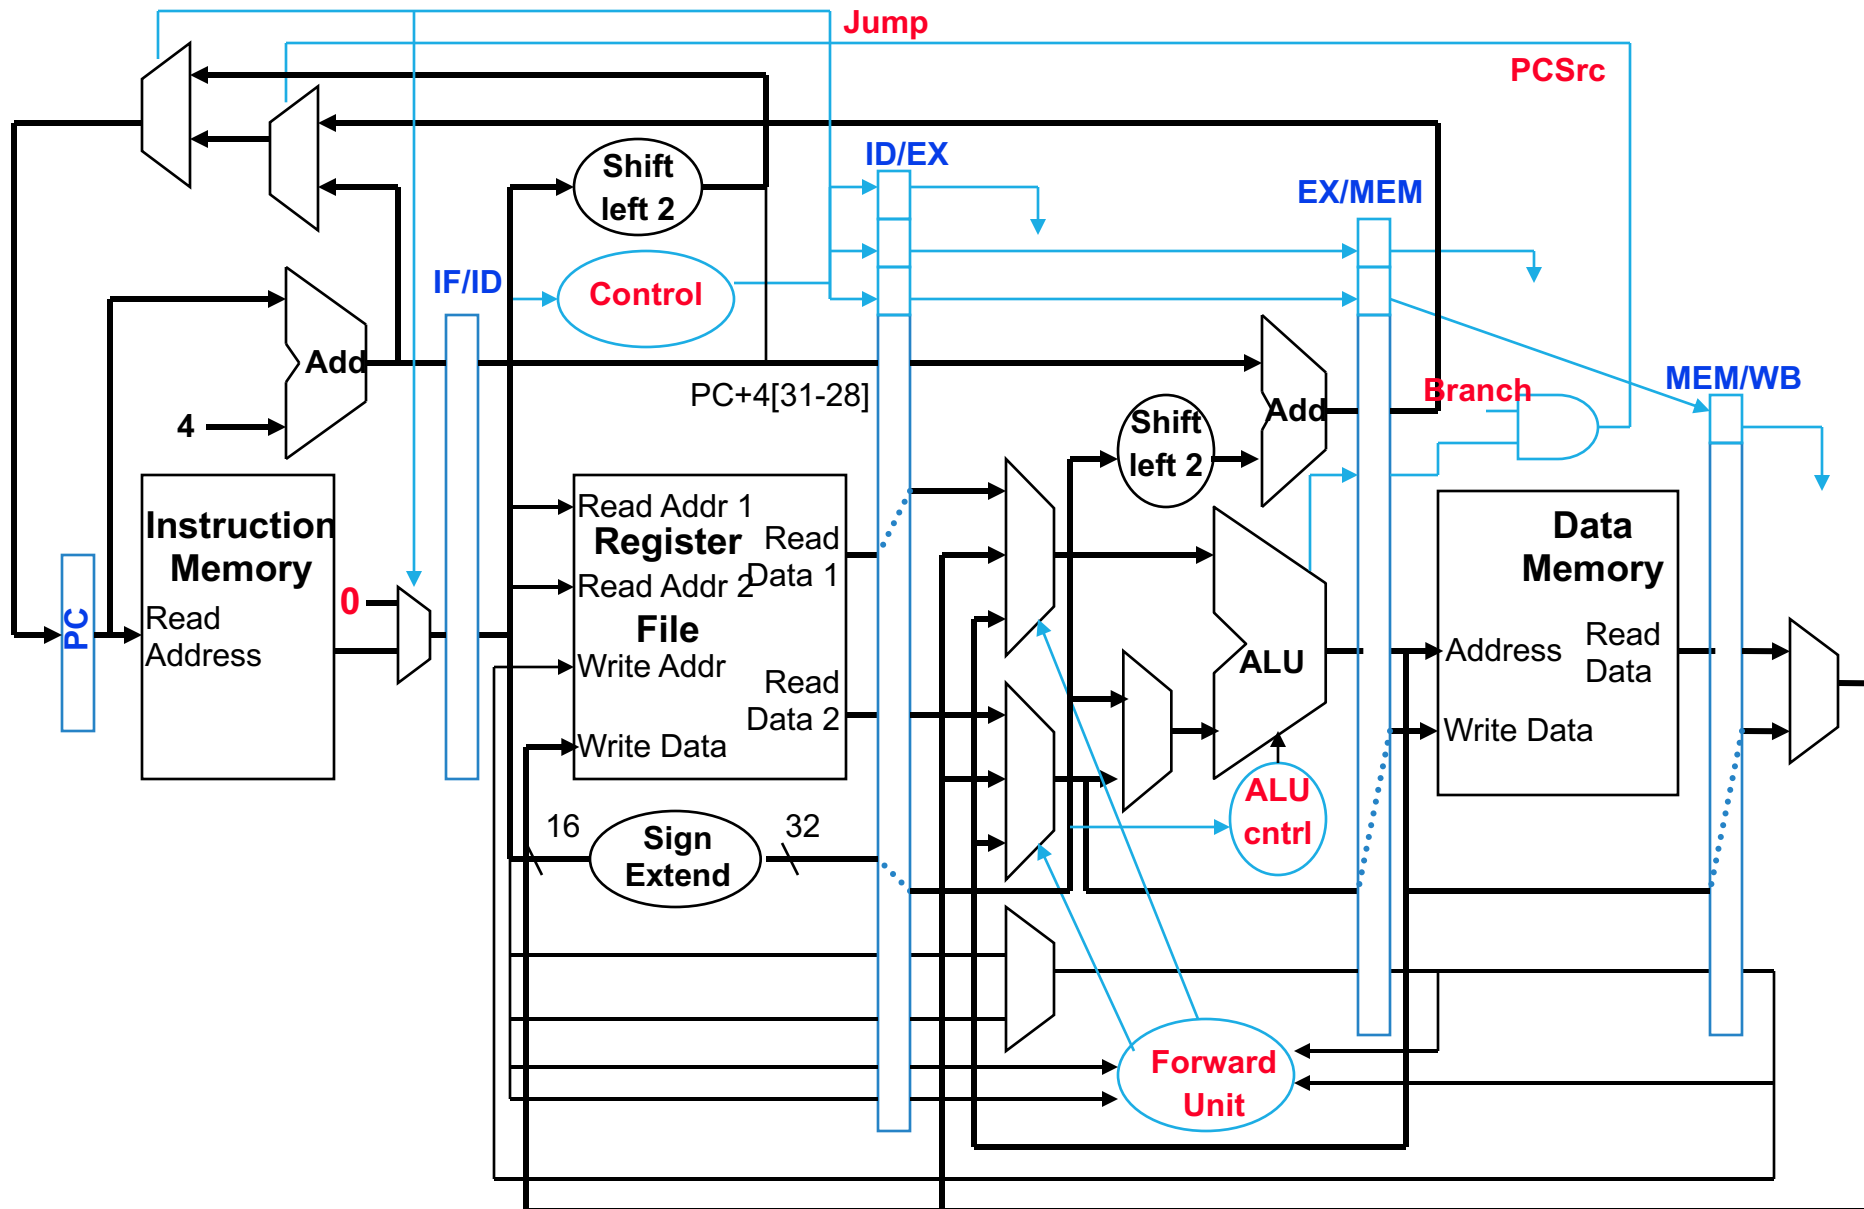 Jump
PCSrc
Shift
left 2
ID/EX
EX/MEM
IF/ID
Control
Add
4
PC+4[31-28]
MEM/WB
Branch
Shift
left 2
Add
Instruction
Memory
Read
Address
0
PC
Read Addr 1
Register
Read Addr 2
File
Write Addr
Write Data
Read
Data 1
Read
Data 2
ALU
Data
Memory
Address
Read
Data
Write Data
ALU
cntrl
16
Sign
Extend
32
Forward
Unit